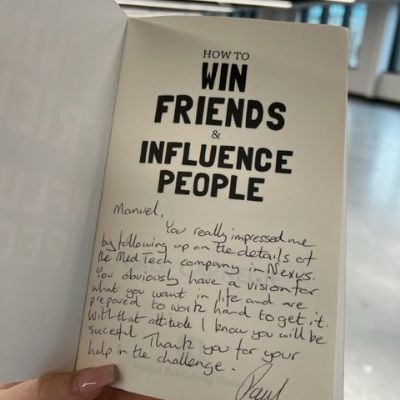 HOW TO
WIN
FRIENDS
&
INFLUENCE
PEOPLE
Manuel,
You really impressed me
by following up on the details of
the MedTech company in Nexus.
You obviously have a vision for
what you want in life and are
prepared to work hard to get it.
With that attitude I know you will be
succesful. Thank you for your
help in the challenge.
Paul